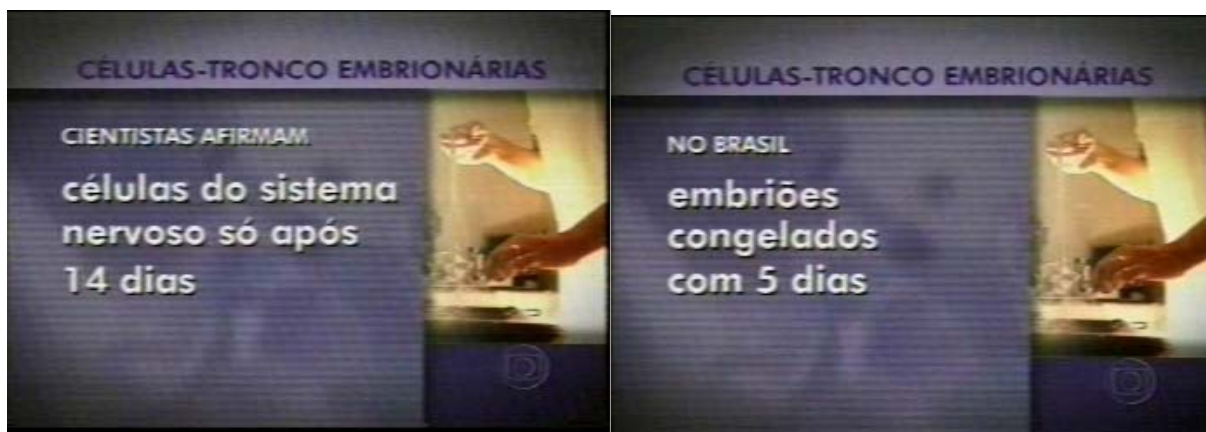 CÉLULAS-TRONCO EMBRIONÁRIAS
CIENTISTAS AFIRMAM
células do sistema
nervoso só após
14 dias
CÉLULAS-TRONCO EMBRIONÁRIAS
NO BRASIL
embriões
congelados
com 5 dias